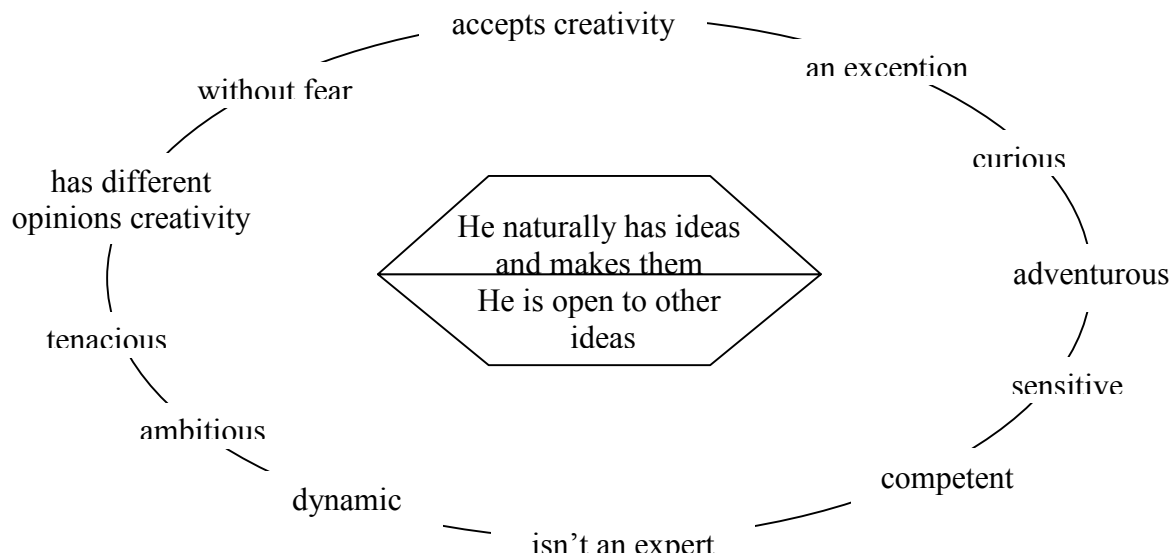 accepts creativity
an exception
without fear
curious
has different
opinions creativity
He naturally has ideas
and makes them
He is open to other
ideas
adventurous
tenacious
sensitive
ambitious
competent
dynamic
isn't an expert